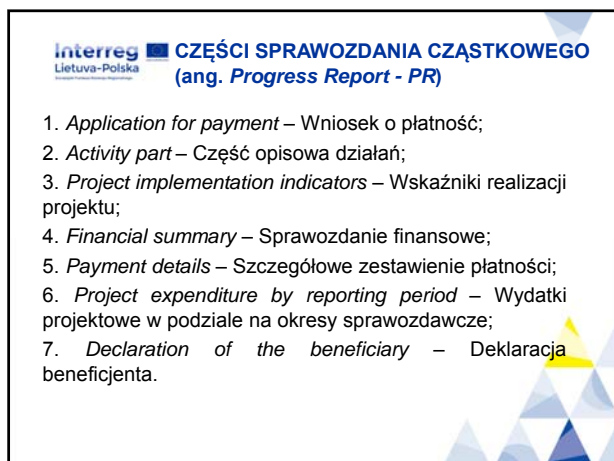 Interreg
Lietuva-Polska
CZĘŚCI SPRAWOZDANIA CZĄSTKOWEGO
(ang. Progress Report - PR)
1. Application for payment – Wniosek o płatność;
2. Activity part – Część opisowa działań;
3. Project implementation indicators – Wskaźniki realizacji
projektu;
4. Financial summary – Sprawozdanie finansowe;
5. Payment details – Szczegółowe zestawienie płatności;
6. Project expenditure by reporting period – Wydatki
projektowe w podziale na okresy sprawozdawcze;
7. Declaration of the beneficiary – Deklaracja
beneficjenta.